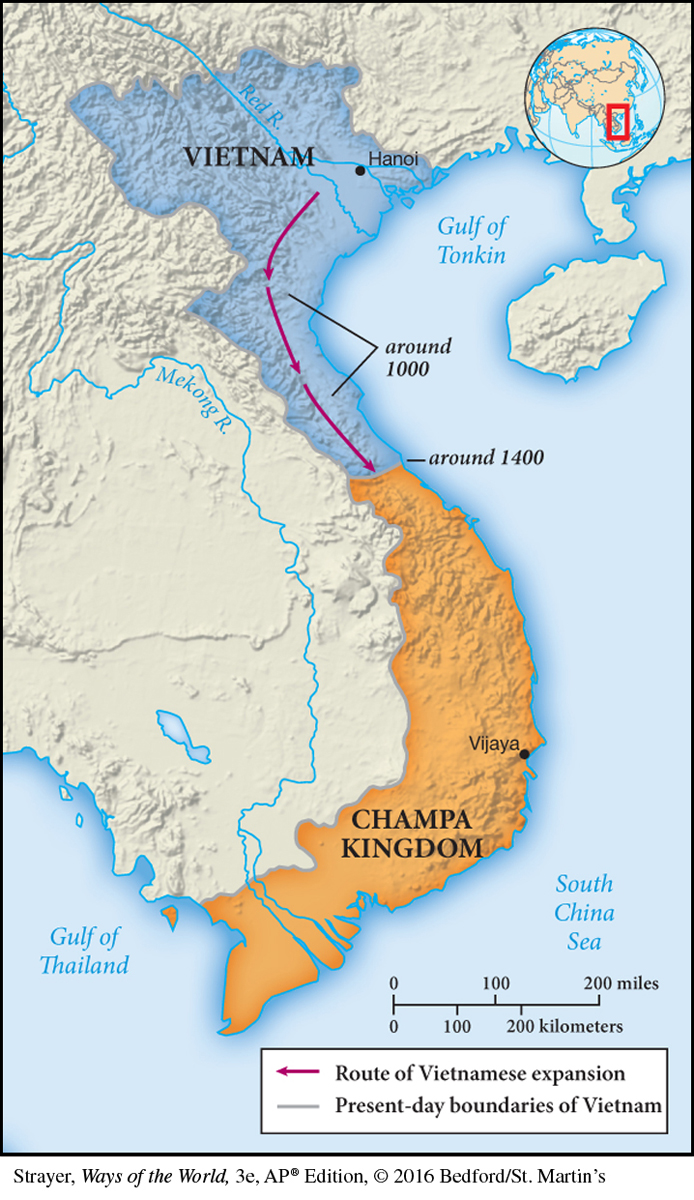 Red R.
VIETNAM
Hanoi
Gulf of
Tonkin
around
1000
Mekong R.
around 1400
Vijaya
CHAMPA
KINGDOM
South
China
Sea
Gulf of
Thailand
0 100 200 miles
0 100 200 kilometers
Route of Vietnamese expansion
Present-day boundaries of Vietnam
Strayer, Ways of the World, 3e, AP® Edition, © 2016 Bedford/St. Martin’s